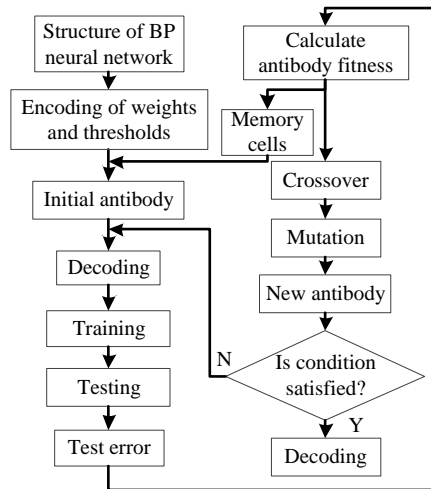 Structure of BP
neural network
Encoding of weights
and thresholds
Initial antibody
Decoding
Training
Testing
Test error
Calculate
antibody fitness
Memory
cells
Crossover
Mutation
New antibody
Is condition
satisfied?
N
Y
Decoding